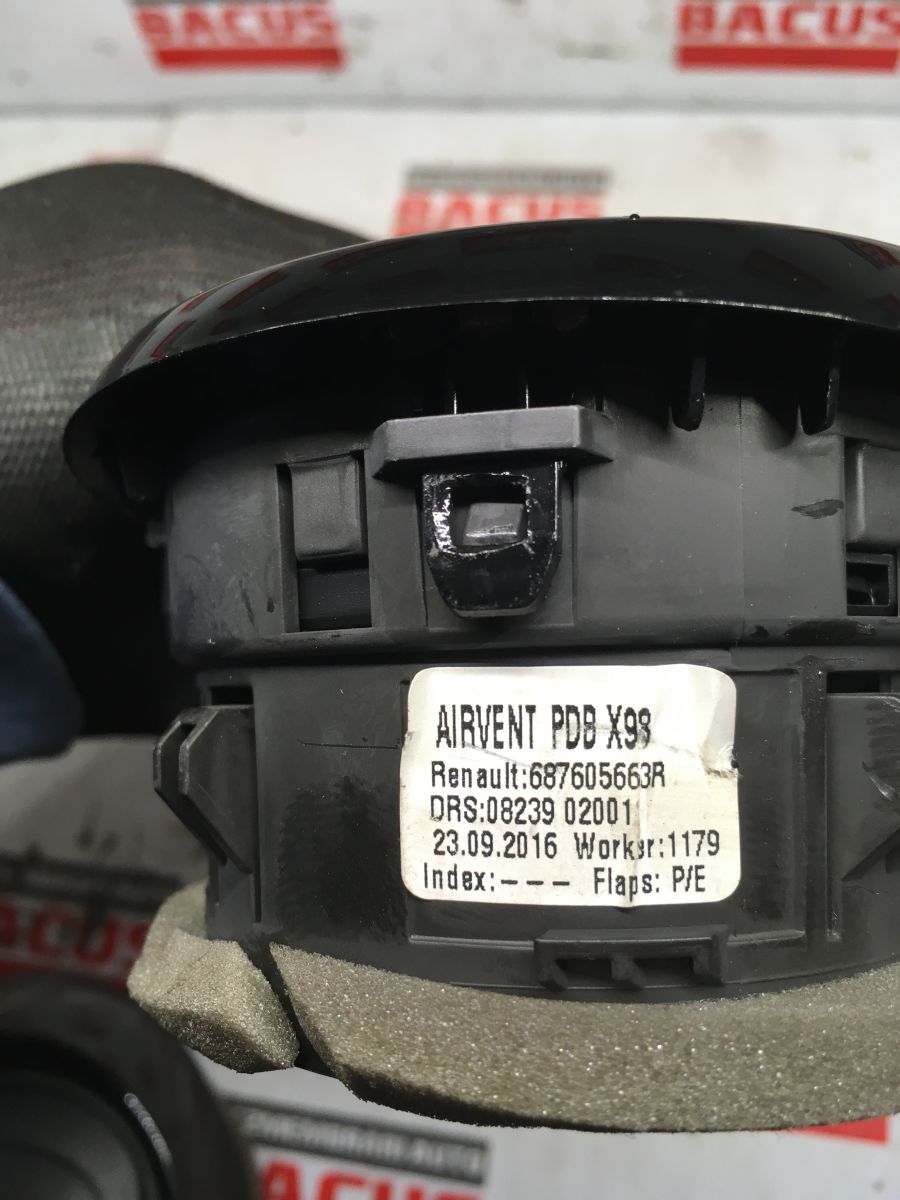 BACUS
BACUS
BACUS
AIRVENT PDB X98
Renault:687605663R
DRS:08239 02001
23.09.2016 Worker:1179
Index:--- Flaps: P/E
BACUS
BACUS